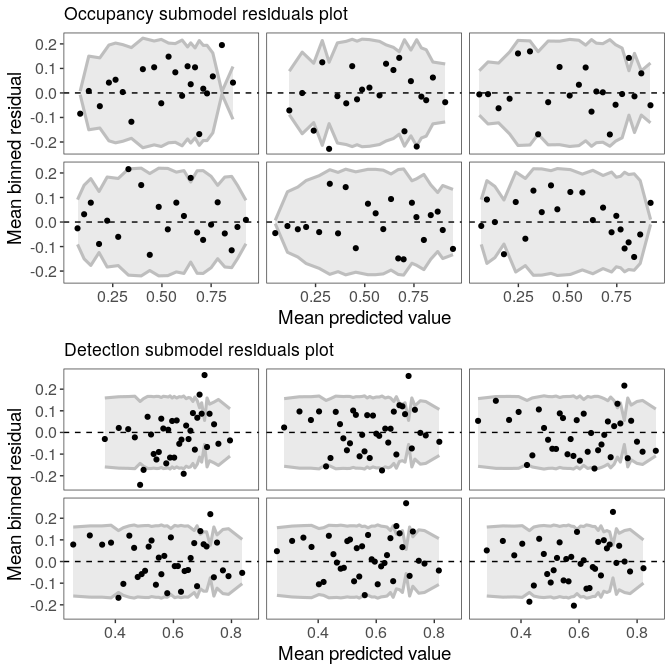 Occupancy submodel residuals plot
Mean binned residual
0.2
0.1
0.0
-0.1
-0.2
0.2
0.1
0.0
-0.1
-0.2
0.25 0.50 0.75 0.25 0.50 0.75 0.25 0.50 0.75
Mean predicted value
Detection submodel residuals plot
Mean binned residual
0.2
0.1
0.0
-0.1
-0.2
0.2
0.1
0.0
-0.1
-0.2
0.4 0.6 0.8 0.4 0.6 0.8 0.4 0.6 0.8
Mean predicted value